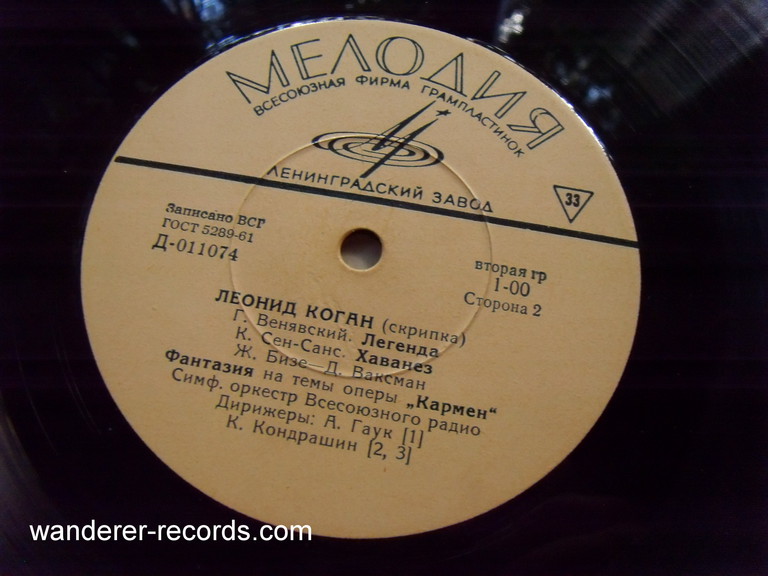 МЕЛОДИЯ
ВСЕСОЮЗНАЯ ФИРМА ГРАМПЛАСТИНОК
ЛЕНИНГРАДСКИЙ ЗАВОД
33
Записано ВСГ
ГОСТ 5289-61
Д-011074
вторая гр
1-00
Сторона 2
ЛЕОНИД КОГАН (скрипка)
Г. Венявский. Легенда
К. Сен-Санс. Хаванез
Ж. Бизе—Д. Ваксман
Фантазия на темы оперы „Кармен“
Симф. оркестр Всесоюзного радио
Дирижеры: А. Гаук [1]
К. Кондрашин [2, 3]
wanderer-records.com